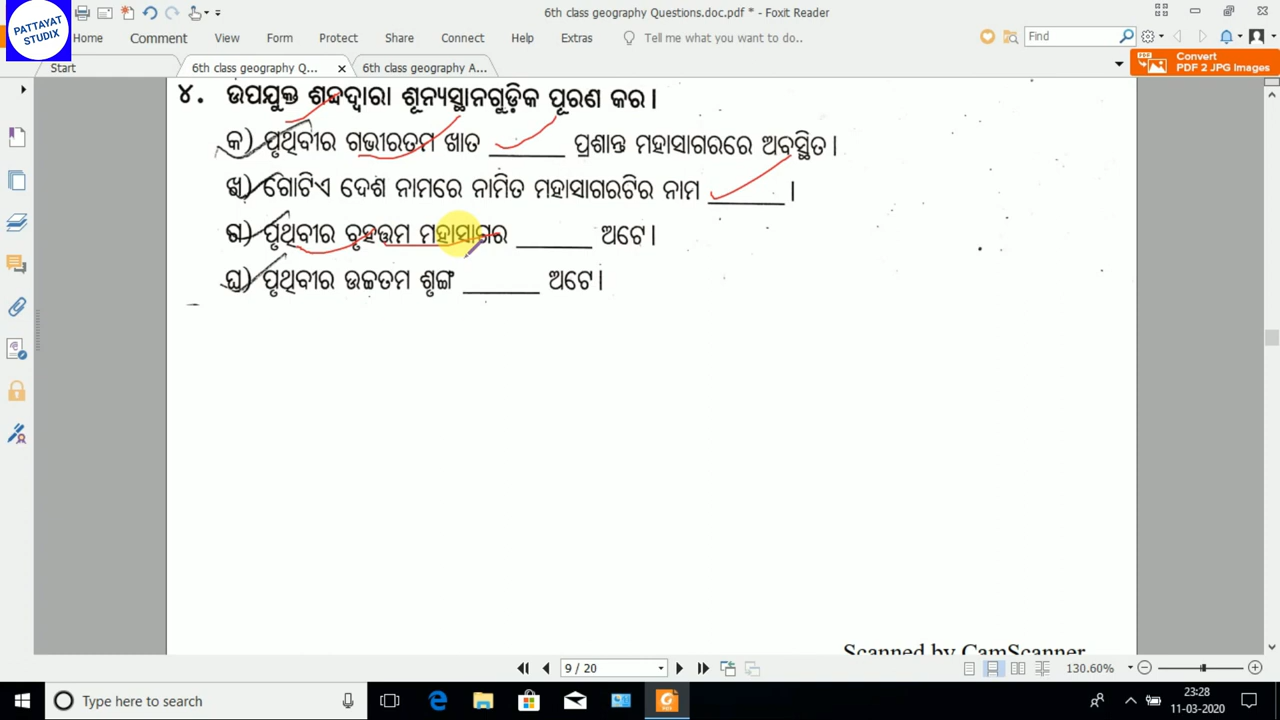 PATTAYAT
STUDIX
6th class geography Questions.doc.pdf * - Foxit Reader
Home Comment View Form Protect Share Connect Help Extras Tell me what you want to do.. Find
Start 6th class geography Q... 6th class geography A... Convert
PDF 2 JPG Images
୪. ଉପଯୁକ୍ତ ଶବ୍ଦଦ୍ୱାରା ଶୂନ୍ୟସ୍ଥାନଗୁଡ଼ିକ ପୂରଣ କର।
କ) ପୃଥିବୀର ଗଭୀରତମ ଖାତ ________ ପ୍ରଶାନ୍ତ ମହାସାଗରରେ ଅବସ୍ଥିତ।
ଖ) ଗୋଟିଏ ଦେଶ ନାମରେ ନାମିତ ମହାସାଗରଟିର ନାମ ________।
ଗ) ପୃଥିବୀର ବୃହତ୍ତମ ମହାସାଗର ________ ଅଟେ।
ଘ) ପୃଥିବୀର ଉଚ୍ଚତମ ଶୃଙ୍ଗ ________ ଅଟେ।
Scanned by CamScanner
9 / 20 130.60%
Type here to search 23:28
11-03-2020